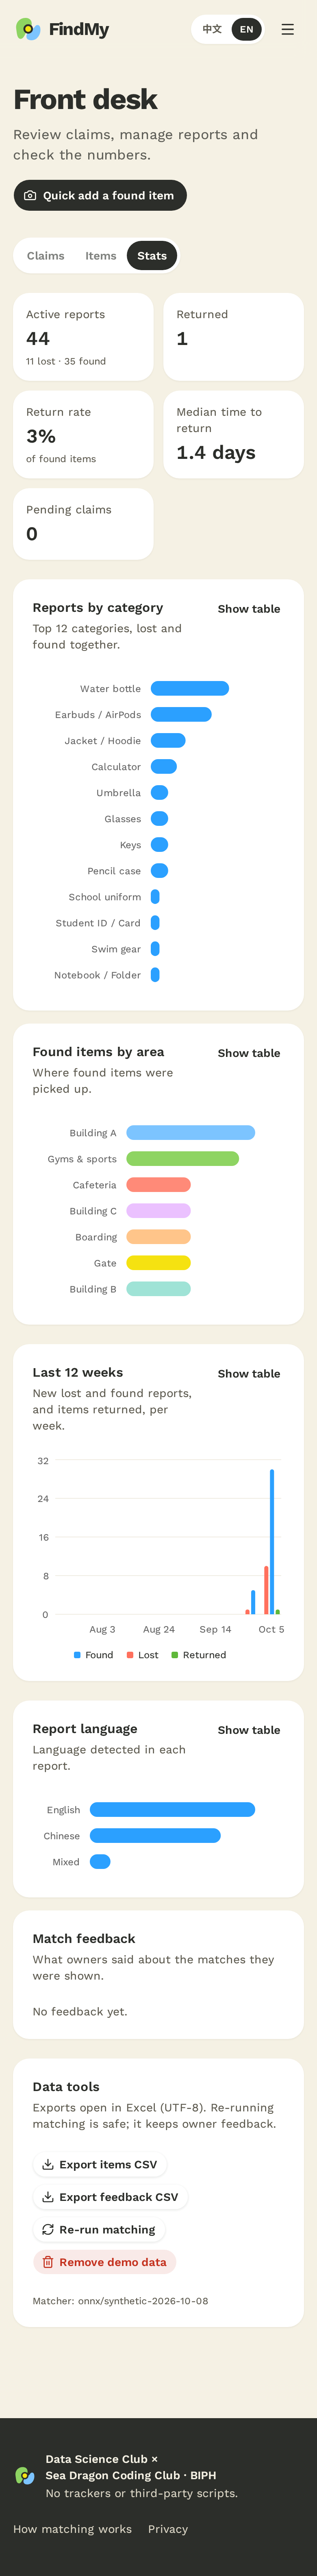 FindMy
中文
EN
Front desk
Review claims, manage reports and
check the numbers.
Quick add a found item
Claims
Items
Stats
Active reports
44
11 lost · 35 found
Returned
1
Return rate
3%
of found items
Median time to
return
1.4 days
Pending claims
0
Reports by category
Show table
Top 12 categories, lost and
found together.
Water bottle
Earbuds / AirPods
Jacket / Hoodie
Calculator
Umbrella
Glasses
Keys
Pencil case
School uniform
Student ID / Card
Swim gear
Notebook / Folder
Found items by area
Show table
Where found items were
picked up.
Building A
Gyms & sports
Cafeteria
Building C
Boarding
Gate
Building B
Last 12 weeks
Show table
New lost and found reports,
and items returned, per
week.
32
24
16
8
0
Aug 3
Aug 24
Sep 14
Oct 5
Found
Lost
Returned
Report language
Show table
Language detected in each
report.
English
Chinese
Mixed
Match feedback
What owners said about the matches they
were shown.
No feedback yet.
Data tools
Exports open in Excel (UTF-8). Re-running
matching is safe; it keeps owner feedback.
Export items CSV
Export feedback CSV
Re-run matching
Remove demo data
Matcher: onnx/synthetic-2026-10-08
Data Science Club ×
Sea Dragon Coding Club · BIPH
No trackers or third-party scripts.
How matching works
Privacy